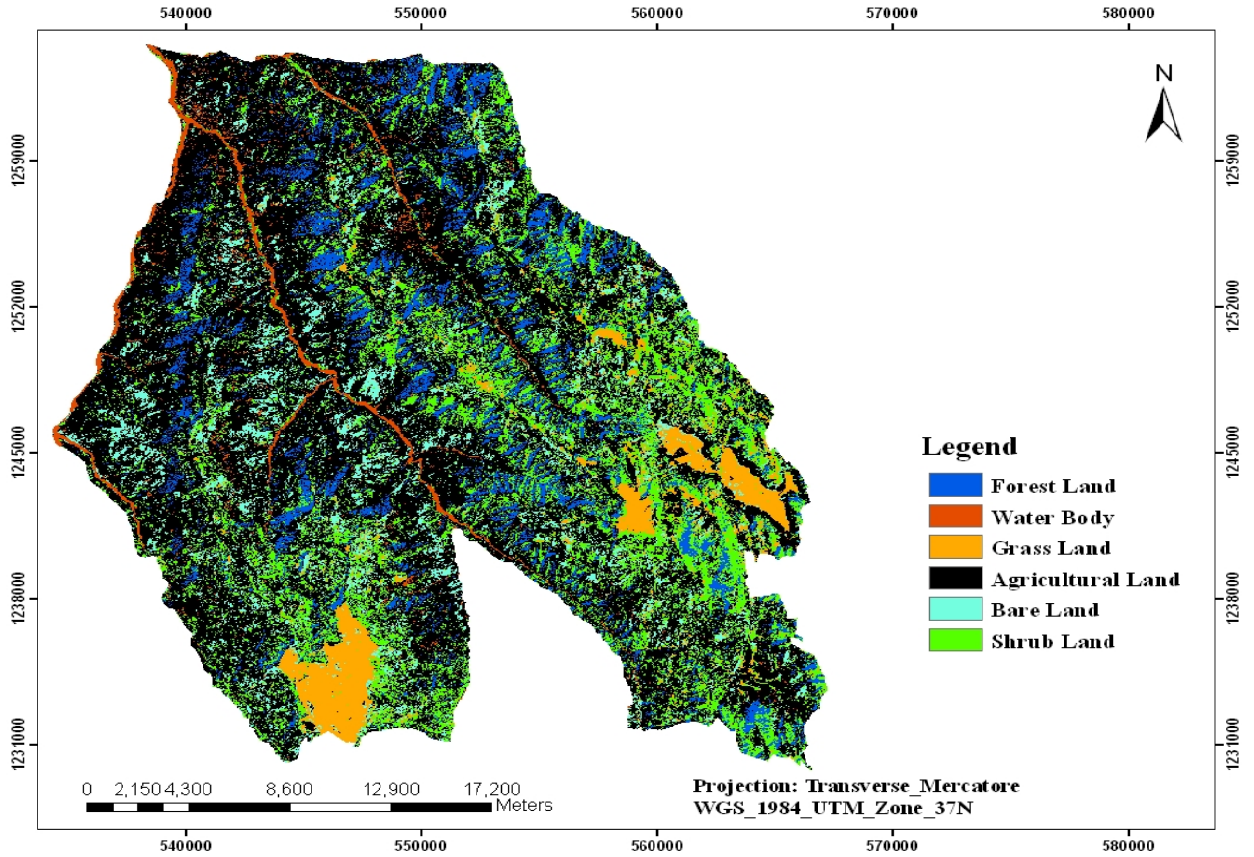 540000 550000 560000 570000 580000
N
1259000 1259000
1252000 1252000
1245000 1245000
Legend
Forest Land
Water Body
Grass Land
Agricultural Land
Bare Land
Shrub Land
1238000 1238000
1231000 1231000
0 2,150 4,300 8,600 12,900 17,200
Meters
Projection: Transverse_Mercatore
WGS_1984_UTM_Zone_37N
540000 550000 560000 570000 580000